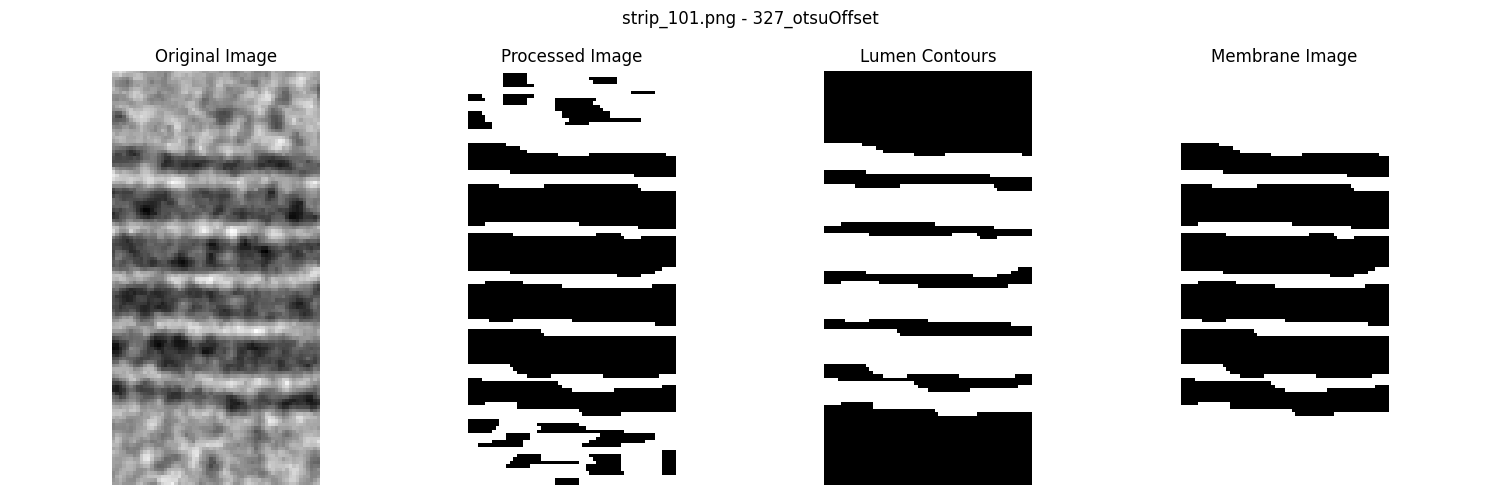 strip_101.png - 327_otsuOffset
Original Image
Processed Image
Lumen Contours
Membrane Image